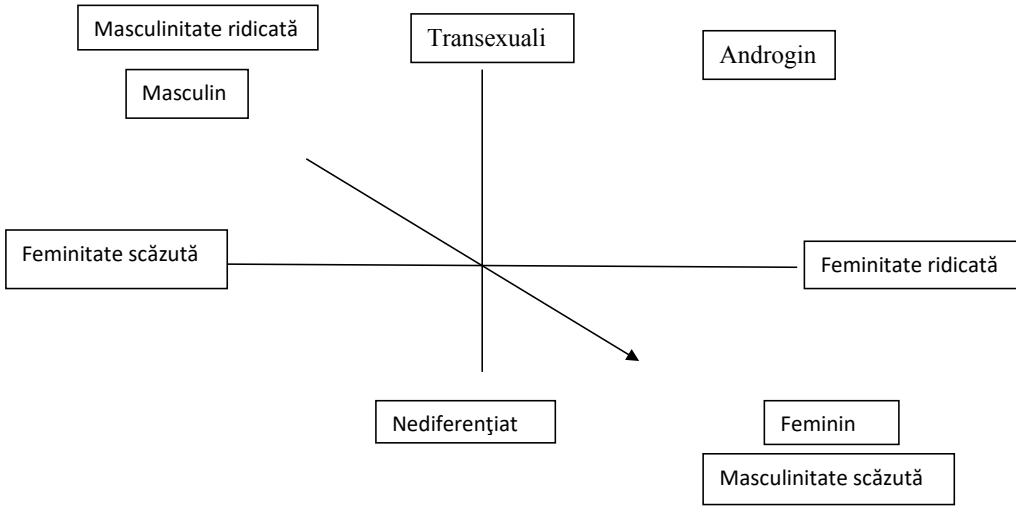 Masculinitate ridicată
Transexuali
Androgin
Masculin
Feminitate scăzută
Feminitate ridicată
Nediferenţiat
Feminin
Masculinitate scăzută